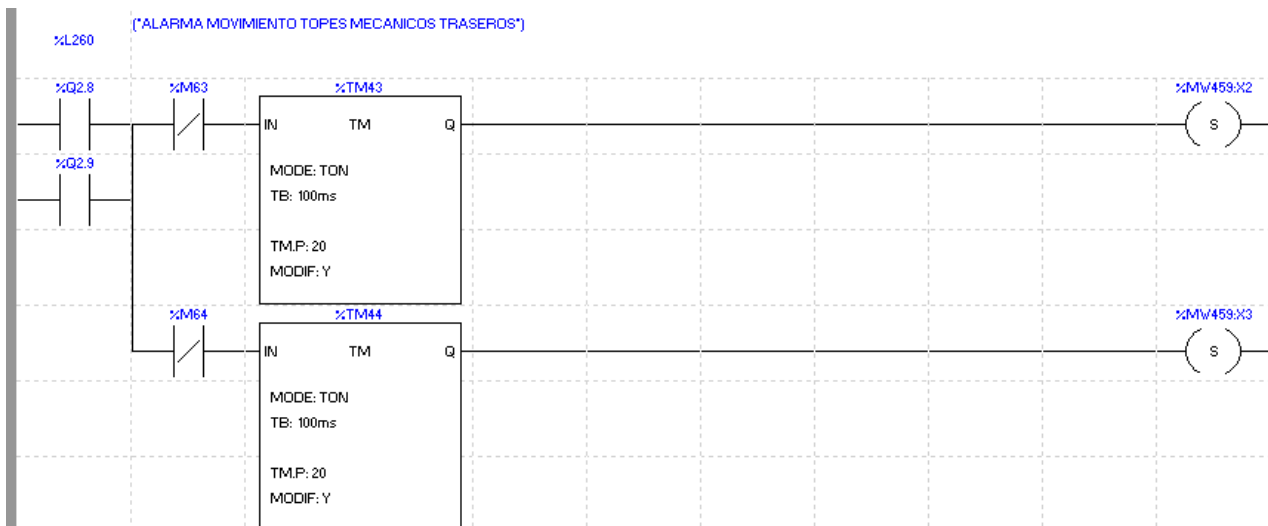 (*ALARMA MOVIMIENTO TOPES MECANICOS TRASEROS*)
%L260
%Q2.8 %M63 %TM43 %MW459:X2
IN TM Q S
%Q2.9
MODE: TON
TB: 100ms
TM.P: 20
MODIF: Y
%M64 %TM44 %MW459:X3
IN TM Q S
MODE: TON
TB: 100ms
TM.P: 20
MODIF: Y